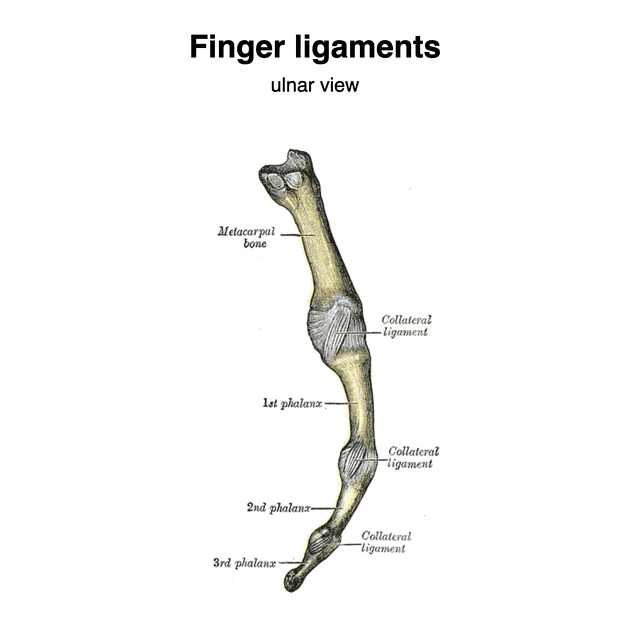 Finger ligaments
ulnar view
Metacarpal
bone
Collateral
ligament
1st phalanx
Collateral
ligament
2nd phalanx
Collateral
ligament
3rd phalanx